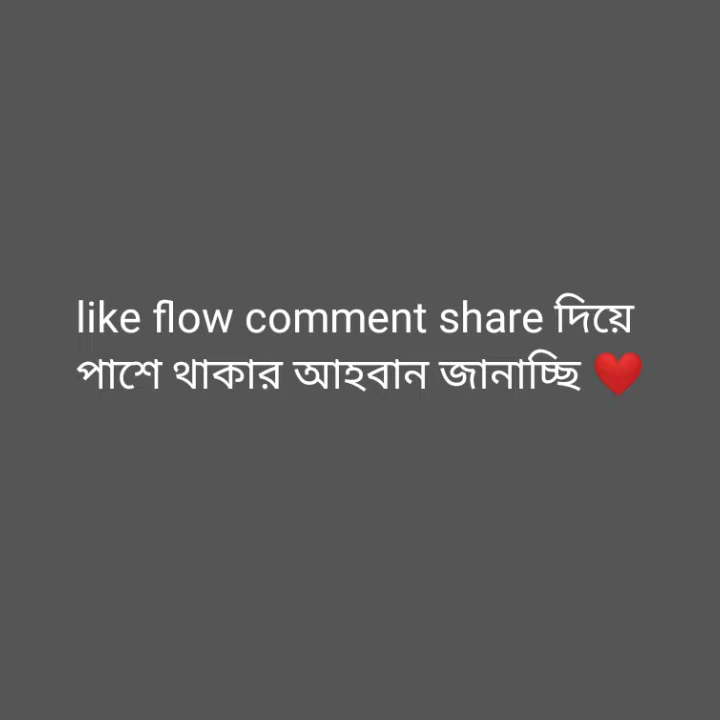 like flow comment share দিয়ে
পাশে থাকার আহবান জানাচ্ছি ❤️